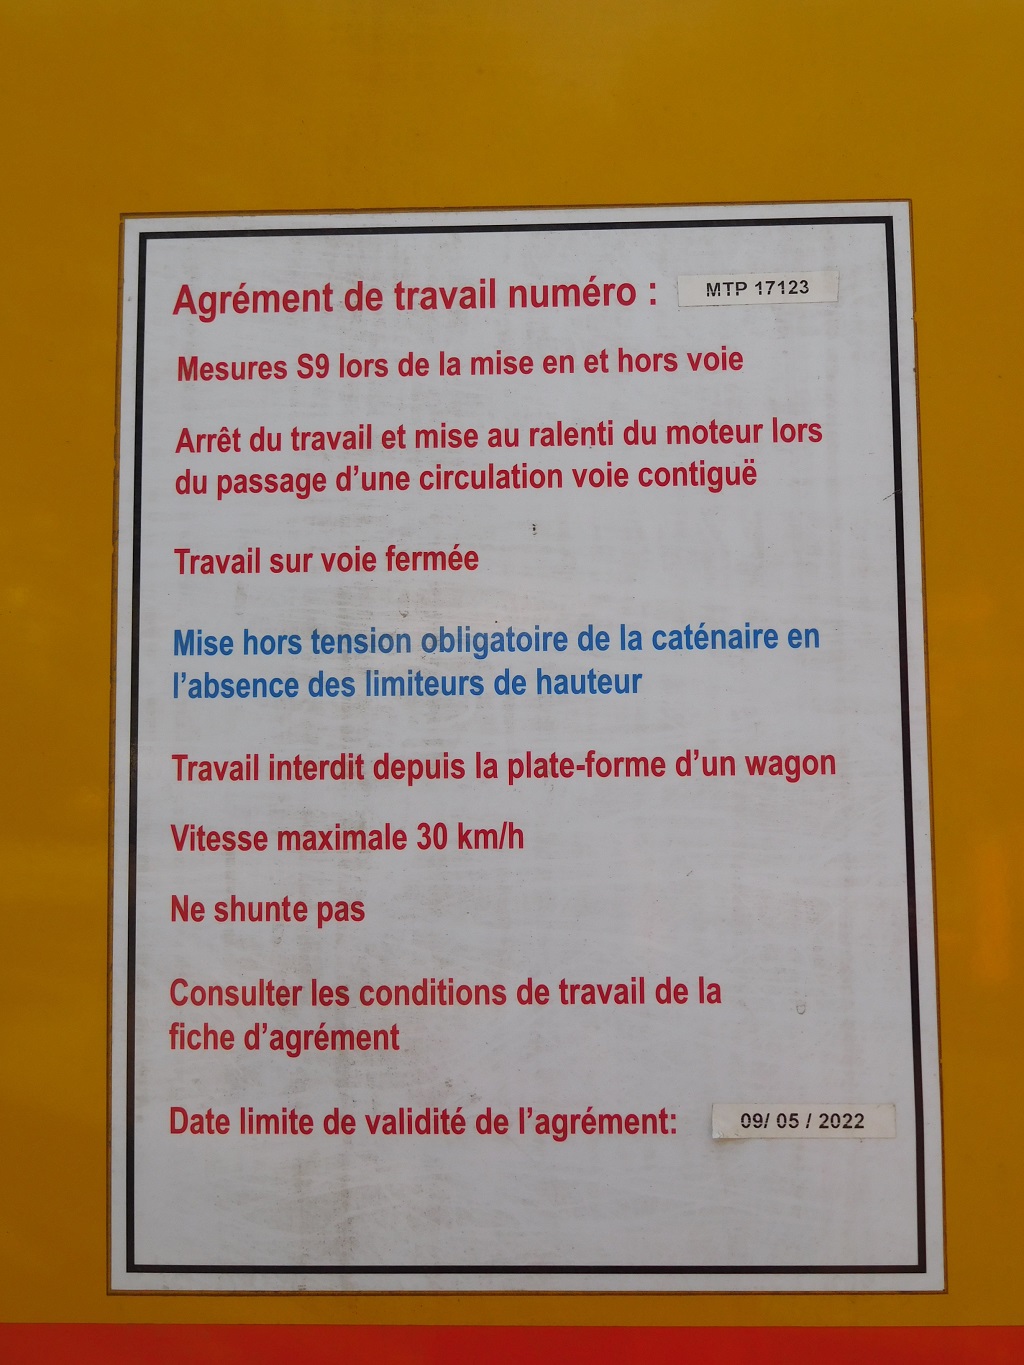 Agrément de travail numéro : MTP 17123
Mesures S9 lors de la mise en et hors voie
Arrêt du travail et mise au ralenti du moteur lors
du passage d'une circulation voie contiguë
Travail sur voie fermée
Mise hors tension obligatoire de la caténaire en
l'absence des limiteurs de hauteur
Travail interdit depuis la plate-forme d'un wagon
Vitesse maximale 30 km/h
Ne shunte pas
Consulter les conditions de travail de la
fiche d'agrément
Date limite de validité de l'agrément: 09/ 05 / 2022